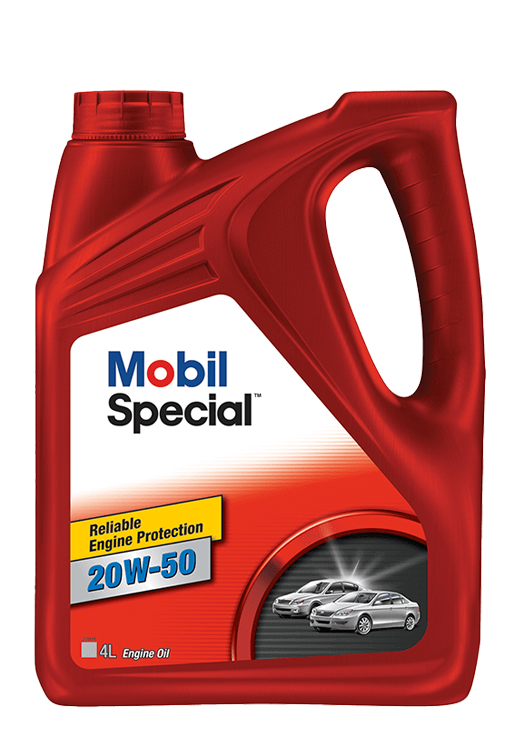 Mobil
Special™
Reliable
Engine Protection
20W-50
4L Engine Oil